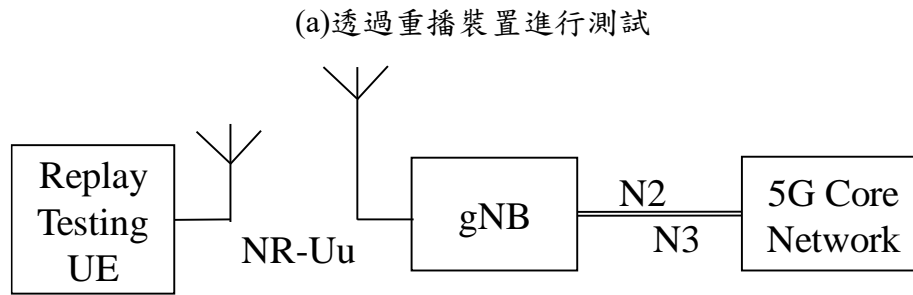 (a)透過重播裝置進行測試
Replay
Testing
UE
NR-Uu
gNB
N2
N3
5G Core
Network